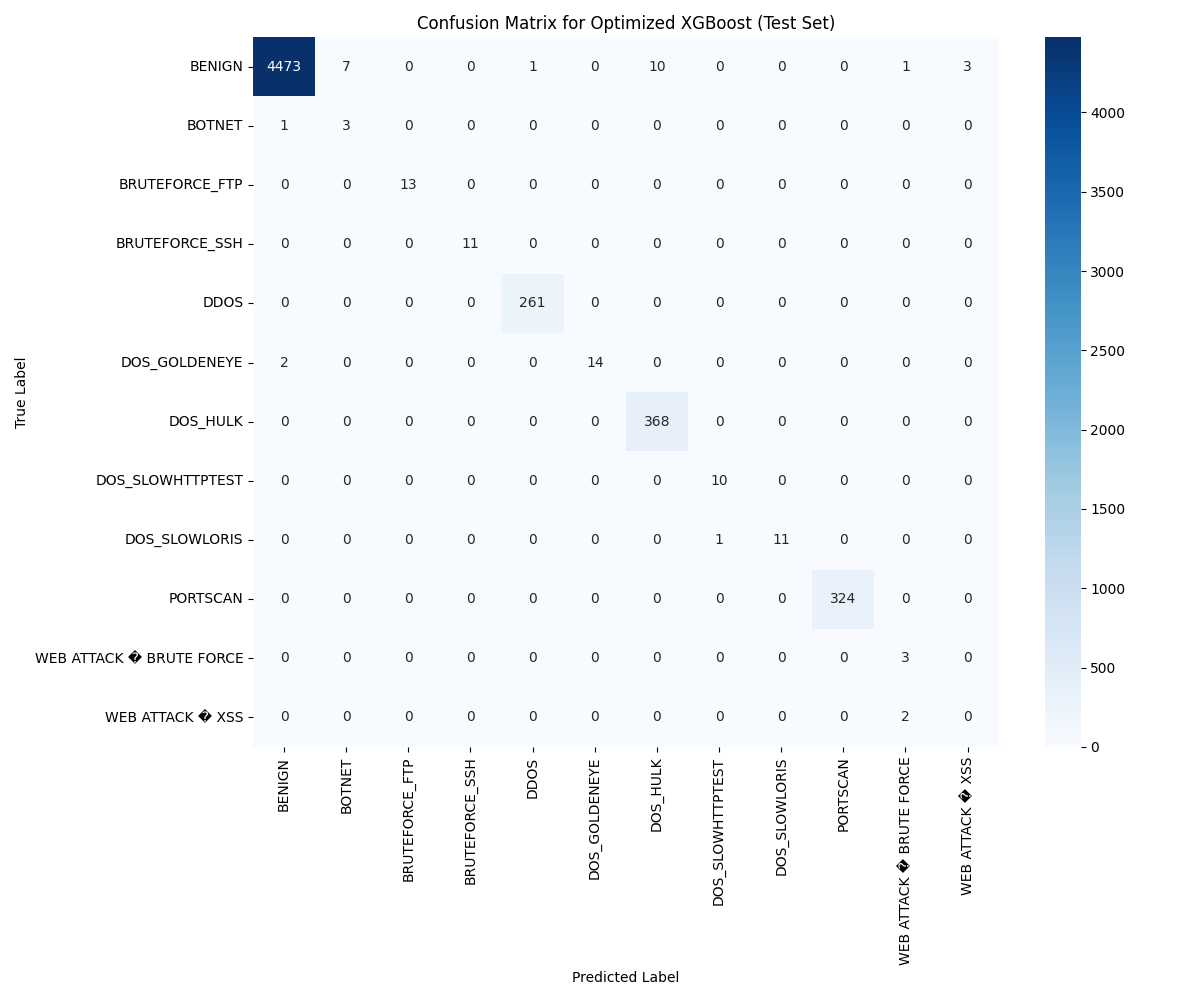 Confusion Matrix for Optimized XGBoost (Test Set)
BENIGN 4473 7 0 0 1 0 10 0 0 0 1 3
BOTNET 1 3 0 0 0 0 0 0 0 0 0 0
BRUTEFORCE_FTP 0 0 13 0 0 0 0 0 0 0 0 0
BRUTEFORCE_SSH 0 0 0 11 0 0 0 0 0 0 0 0
DDOS 0 0 0 0 261 0 0 0 0 0 0 0
DOS_GOLDENEYE 2 0 0 0 0 14 0 0 0 0 0 0
DOS_HULK 0 0 0 0 0 0 368 0 0 0 0 0
DOS_SLOWHTTPTEST 0 0 0 0 0 0 0 10 0 0 0 0
DOS_SLOWLORIS 0 0 0 0 0 0 0 1 11 0 0 0
PORTSCAN 0 0 0 0 0 0 0 0 0 324 0 0
WEB ATTACK � BRUTE FORCE 0 0 0 0 0 0 0 0 0 0 3 0
WEB ATTACK � XSS 0 0 0 0 0 0 0 0 0 0 2 0
True Label
BENIGN
BOTNET
BRUTEFORCE_FTP
BRUTEFORCE_SSH
DDOS
DOS_GOLDENEYE
DOS_HULK
DOS_SLOWHTTPTEST
DOS_SLOWLORIS
PORTSCAN
WEB ATTACK � BRUTE FORCE
WEB ATTACK � XSS
Predicted Label
4000
3500
3000
2500
2000
1500
1000
500
0